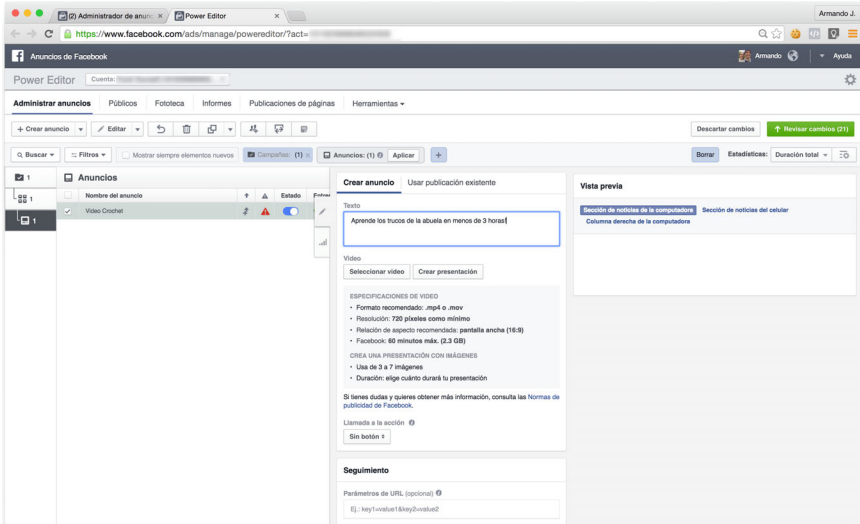 (2) Administrador de anunc
Power Editor
Armando J.
https://www.facebook.com/ads/manage/powereditor/?act=
Anuncios de Facebook
Armando
Ayuda
Power Editor
Cuenta:
Administrar anuncios
Públicos
Fototeca
Informes
Publicaciones de páginas
Herramientas
+ Crear anuncio
Editar
Descartar cambios
Revisar cambios (21)
Buscar
Filtros
Mostrar siempre elementos nuevos
Campañas: (1)
Anuncios: (1)
Aplicar
+
Borrar
Estadísticas:
Duración total
1
1
1
Anuncios
Nombre del anuncio
Estado
Video Crochet
Crear anuncio
Usar publicación existente
Texto
Aprende los trucos de la abuela en menos de 3 horas!
Video
Seleccionar video
Crear presentación
ESPECIFICACIONES DE VIDEO
• Formato recomendado: .mp4 o .mov
• Resolución: 720 píxeles como mínimo
• Relación de aspecto recomendada: pantalla ancha (16:9)
• Facebook: 60 minutos máx. (2.3 GB)
CREA UNA PRESENTACIÓN CON IMÁGENES
• Usa de 3 a 7 imágenes
• Duración: elige cuánto durará tu presentación
Si tienes dudas y quieres obtener más información, consulta las Normas de
publicidad de Facebook.
Llamada a la acción
Sin botón
Seguimiento
Parámetros de URL (opcional)
Ej.: key1=value1&key2=value2
Vista previa
Sección de noticias de la computadora
Sección de noticias del celular
Columna derecha de la computadora